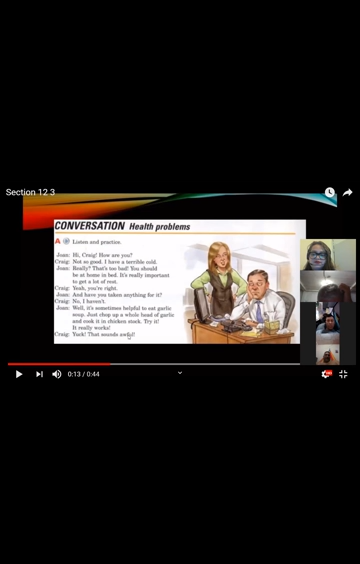 Section 12.3
CONVERSATION Health problems
A Listen and practice.
Joan: Hi, Craig! How are you?
Craig: Not so good. I have a terrible cold.
Joan: Really? That's too bad! You should
be at home in bed. It's really important
to get a lot of rest.
Craig: Yeah, you're right.
Joan: And have you taken anything for it?
Craig: No, I haven't.
Joan: Well, it's sometimes helpful to eat garlic
soup. Just chop up a whole head of garlic
and cook it in chicken stock. Try it!
It really works!
Craig: Yuck! That sounds awful!
0:13 / 0:44